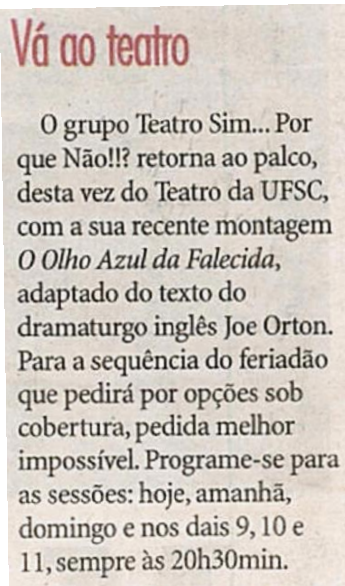 Vá ao teatro
O grupo Teatro Sim... Por
que Não!!? retorna ao palco,
desta vez do Teatro da UFSC,
com a sua recente montagem
O Olho Azul da Falecida,
adaptado do texto do
dramaturgo inglês Joe Orton.
Para a sequência do feriadão
que pedirá por opções sob
cobertura, pedida melhor
impossível. Programe-se para
as sessões: hoje, amanhã,
domingo e nos dais 9, 10 e
11, sempre às 20h30min.